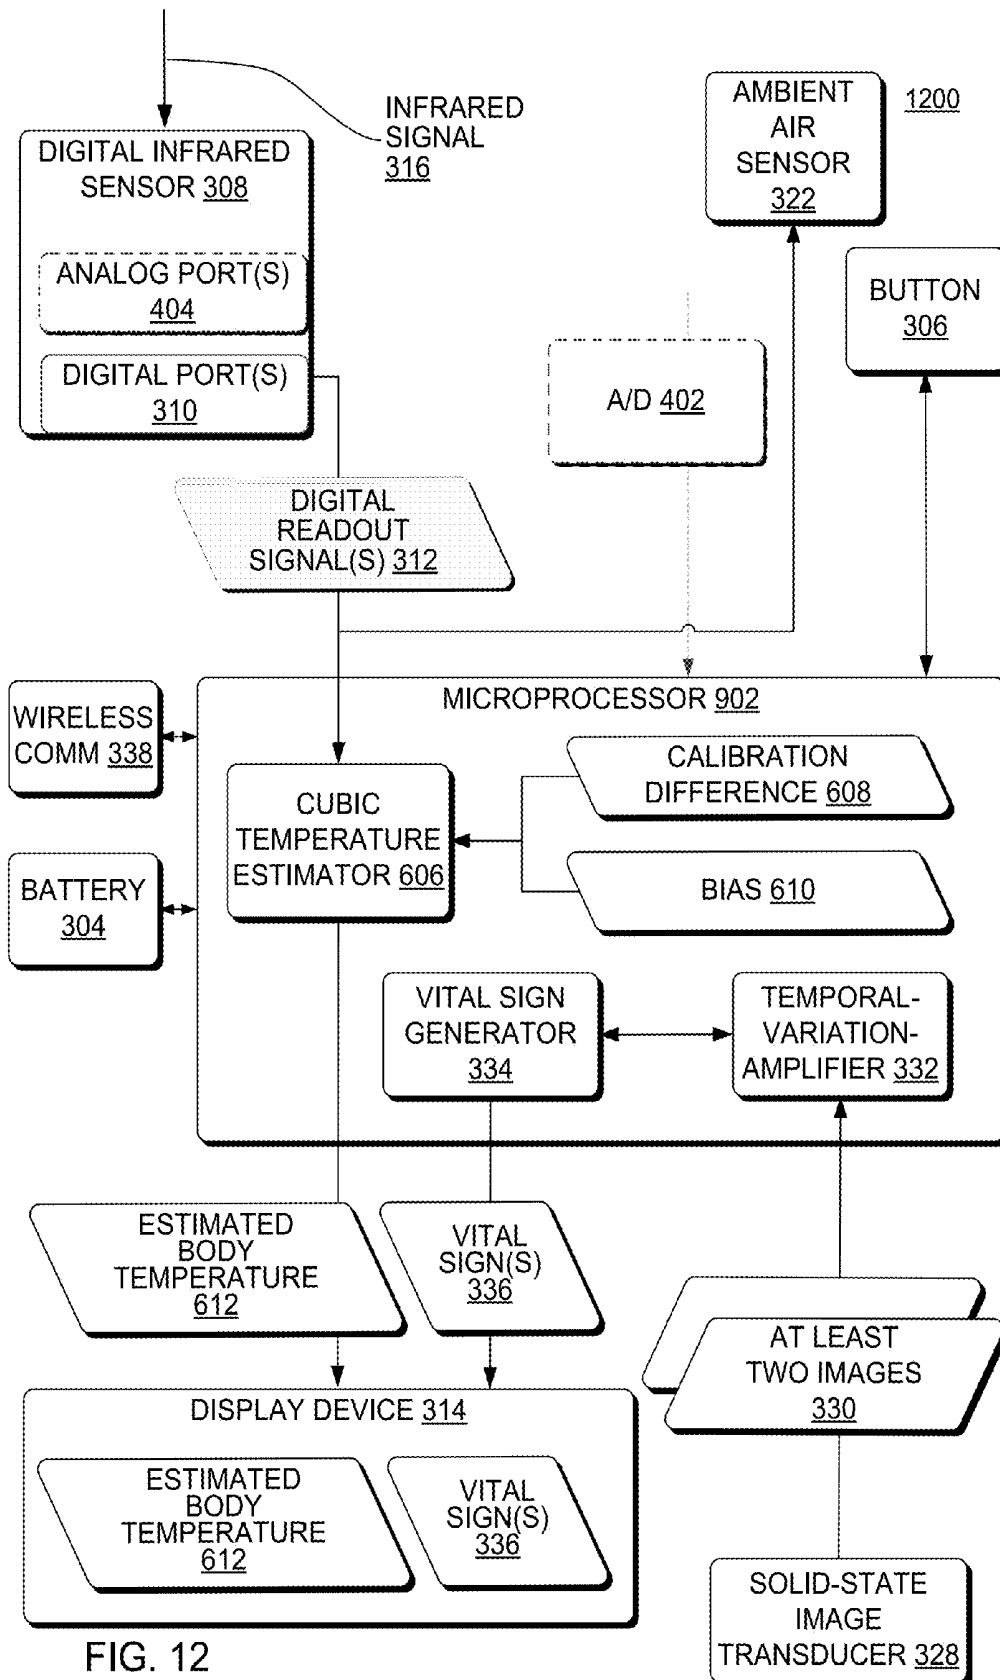 INFRARED
SIGNAL
316
AMBIENT
AIR
SENSOR
322
1200
DIGITAL INFRARED
SENSOR 308
ANALOG PORT(S)
404
DIGITAL PORT(S)
310
A/D 402
BUTTON
306
DIGITAL
READOUT
SIGNAL(S) 312
MICROPROCESSOR 902
WIRELESS
COMM 338
CUBIC
TEMPERATURE
ESTIMATOR 606
CALIBRATION
DIFFERENCE 608
BATTERY
304
BIAS 610
VITAL SIGN
GENERATOR
334
TEMPORAL-
VARIATION-
AMPLIFIER 332
ESTIMATED
BODY
TEMPERATURE
612
VITAL
SIGN(S)
336
AT LEAST
TWO IMAGES
330
DISPLAY DEVICE 314
ESTIMATED
BODY
TEMPERATURE
612
VITAL
SIGN(S)
336
SOLID-STATE
IMAGE
TRANSDUCER 328
FIG. 12